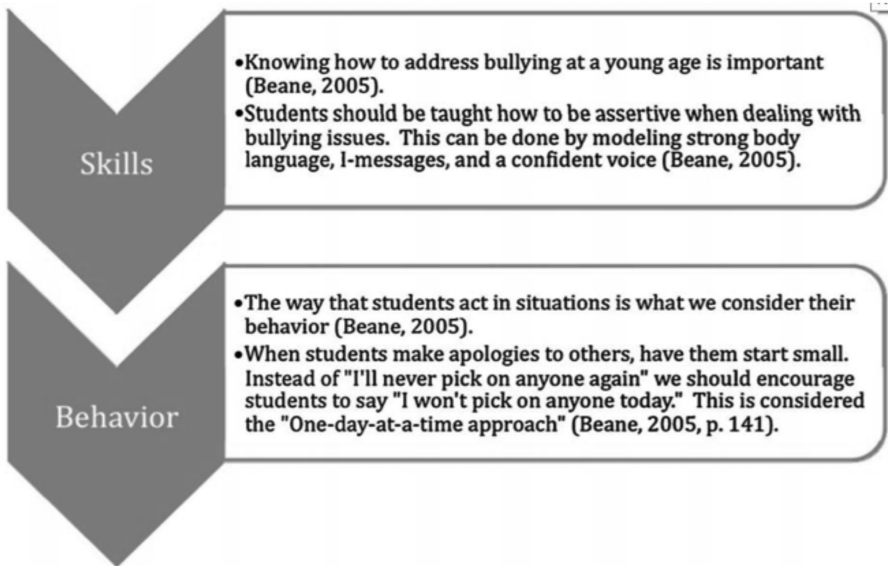 Skills
•Knowing how to address bullying at a young age is important
(Beane, 2005).
•Students should be taught how to be assertive when dealing with
bullying issues.  This can be done by modeling strong body
language, I-messages, and a confident voice (Beane, 2005).
Behavior
•The way that students act in situations is what we consider their
behavior (Beane, 2005).
•When students make apologies to others, have them start small.
Instead of "I'll never pick on anyone again" we should encourage
students to say "I won't pick on anyone today."  This is considered
the "One-day-at-a-time approach" (Beane, 2005, p. 141).